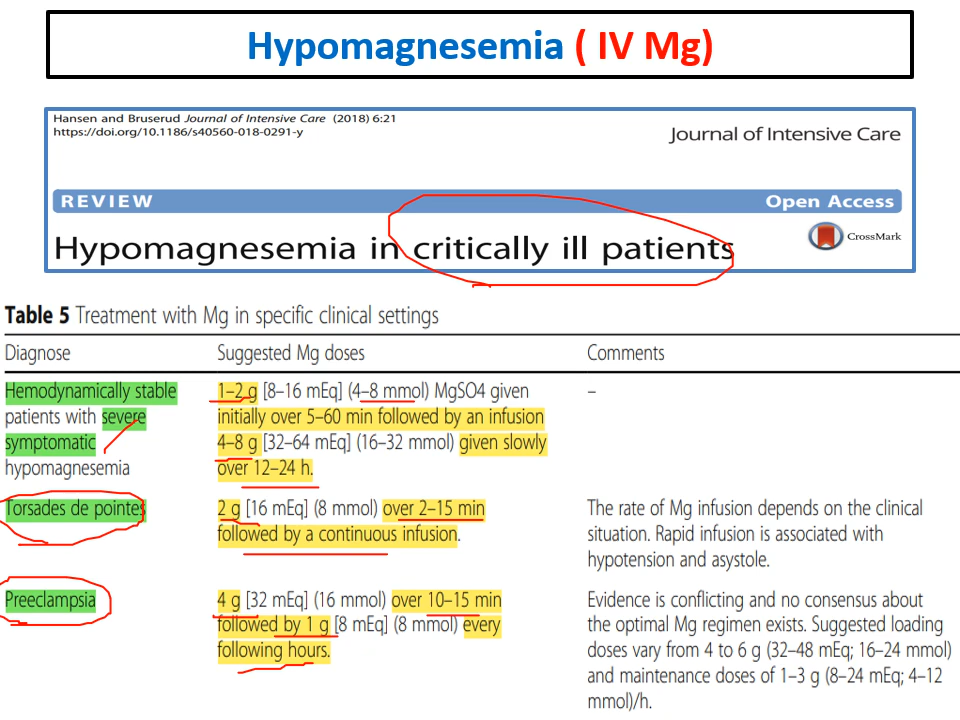 Hypomagnesemia ( IV Mg)
Hansen and Bruserud Journal of Intensive Care (2018) 6:21
https://doi.org/10.1186/s40560-018-0291-y
Journal of Intensive Care
REVIEW
Open Access
Hypomagnesemia in critically ill patients
CrossMark
Table 5 Treatment with Mg in specific clinical settings
Diagnose
Suggested Mg doses
Comments
Hemodynamically stable
patients with severe
symptomatic
hypomagnesemia
1–2 g [8–16 mEq] (4–8 mmol) MgSO4 given
initially over 5–60 min followed by an infusion
4–8 g [32–64 mEq] (16–32 mmol) given slowly
over 12–24 h.
–
Torsades de pointes
2 g [16 mEq] (8 mmol) over 2–15 min
followed by a continuous infusion.
The rate of Mg infusion depends on the clinical
situation. Rapid infusion is associated with
hypotension and asystole.
Preeclampsia
4 g [32 mEq] (16 mmol) over 10–15 min
followed by 1 g [8 mEq] (8 mmol) every
following hours.
Evidence is conflicting and no consensus about
the optimal Mg regimen exists. Suggested loading
doses vary from 4 to 6 g (32–48 mEq; 16–24 mmol)
and maintenance doses of 1–3 g (8–24 mEq; 4–12
mmol)/h.